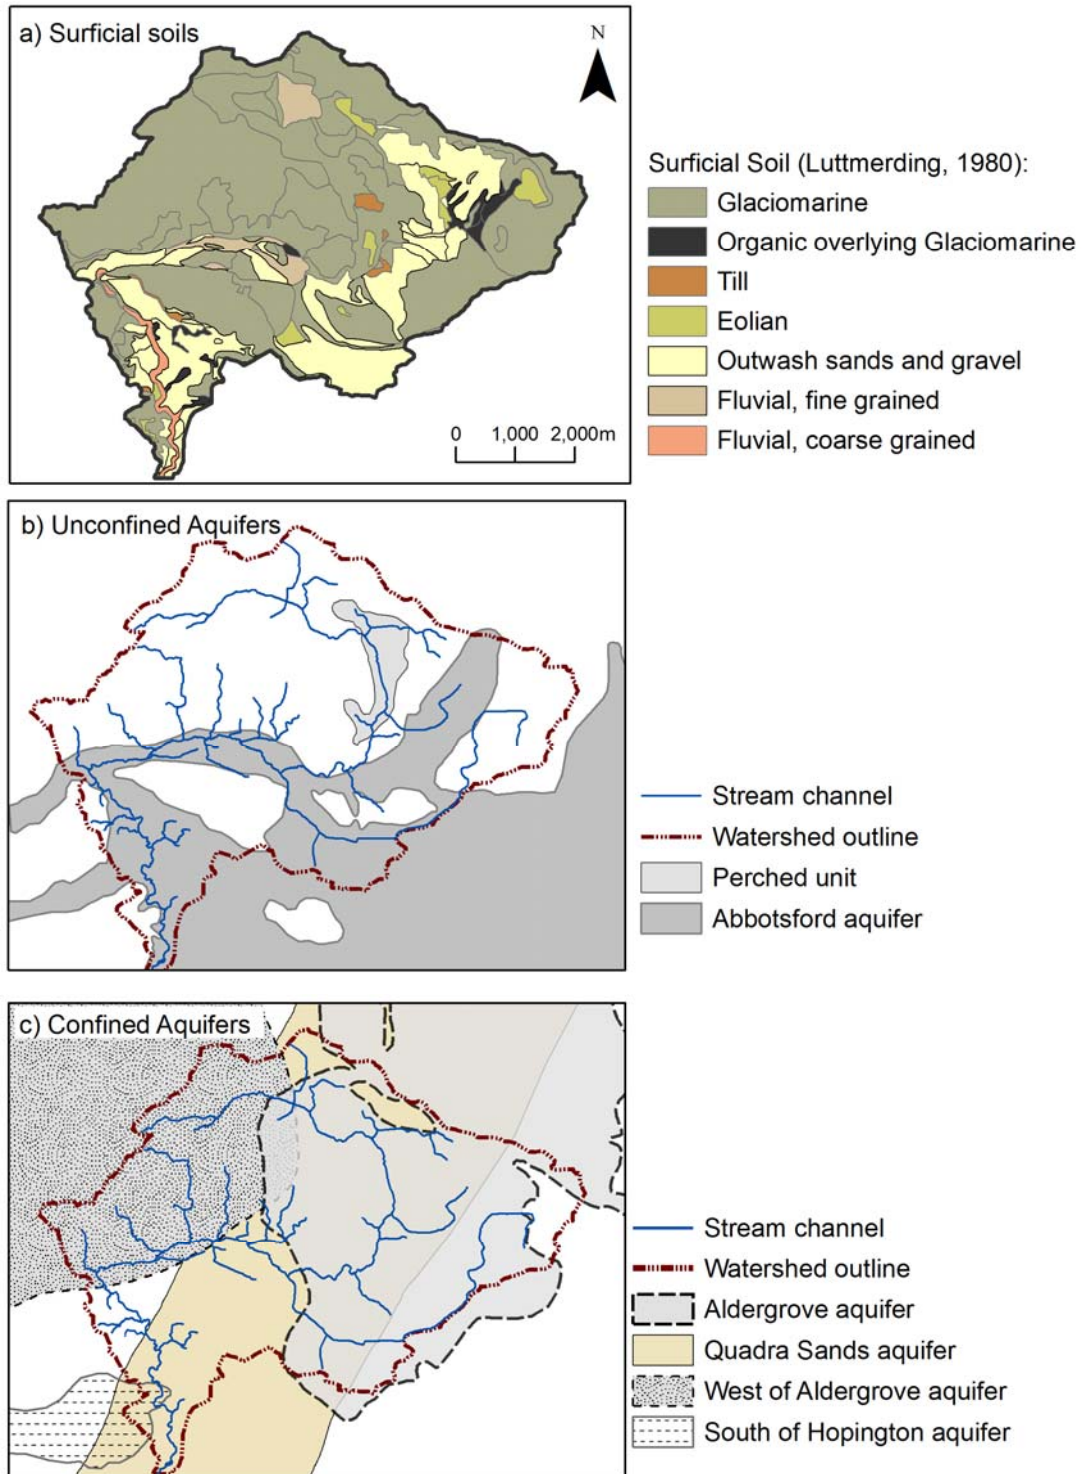 a) Surficial soils
N
Surficial Soil (Luttmerding, 1980):
Glaciomarine
Organic overlying Glaciomarine
Till
Eolian
Outwash sands and gravel
Fluvial, fine grained
Fluvial, coarse grained
0 1,000 2,000m
b) Unconfined Aquifers
Stream channel
Watershed outline
Perched unit
Abbotsford aquifer
c) Confined Aquifers
Stream channel
Watershed outline
Aldergrove aquifer
Quadra Sands aquifer
West of Aldergrove aquifer
South of Hopington aquifer